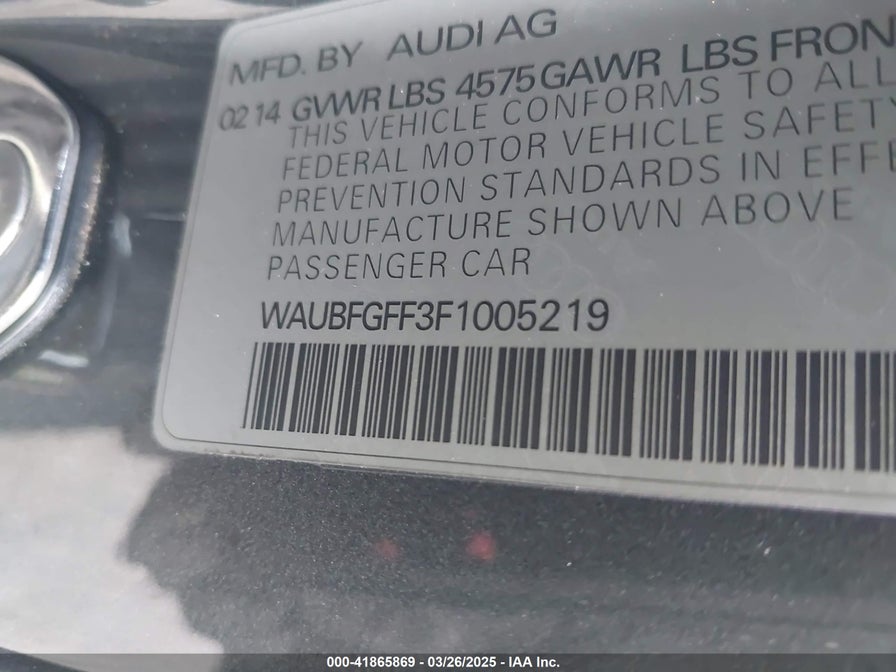 MFD. BY AUDI AG
02 14 GVWR LBS 4575 GAWR LBS FRON
THIS VEHICLE CONFORMS TO ALL
FEDERAL MOTOR VEHICLE SAFETY
PREVENTION STANDARDS IN EFF
MANUFACTURE SHOWN ABOVE
PASSENGER CAR
WAUBFGFF3F1005219
000-41865869 - 03/26/2025 - IAA Inc.